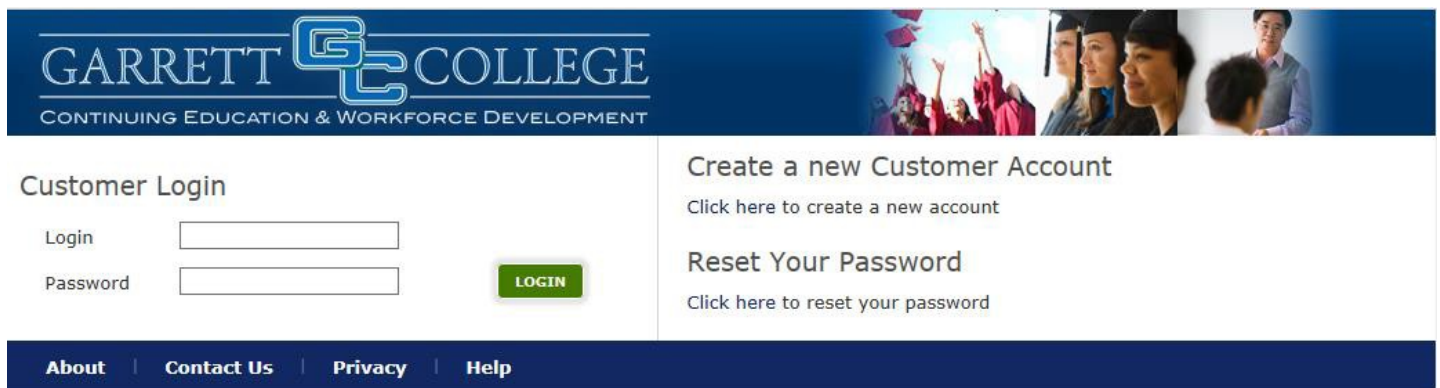 GARRETT GC COLLEGE
CONTINUING EDUCATION & WORKFORCE DEVELOPMENT
Customer Login
Login
Password
LOGIN
Create a new Customer Account
Click here to create a new account
Reset Your Password
Click here to reset your password
About | Contact Us | Privacy | Help